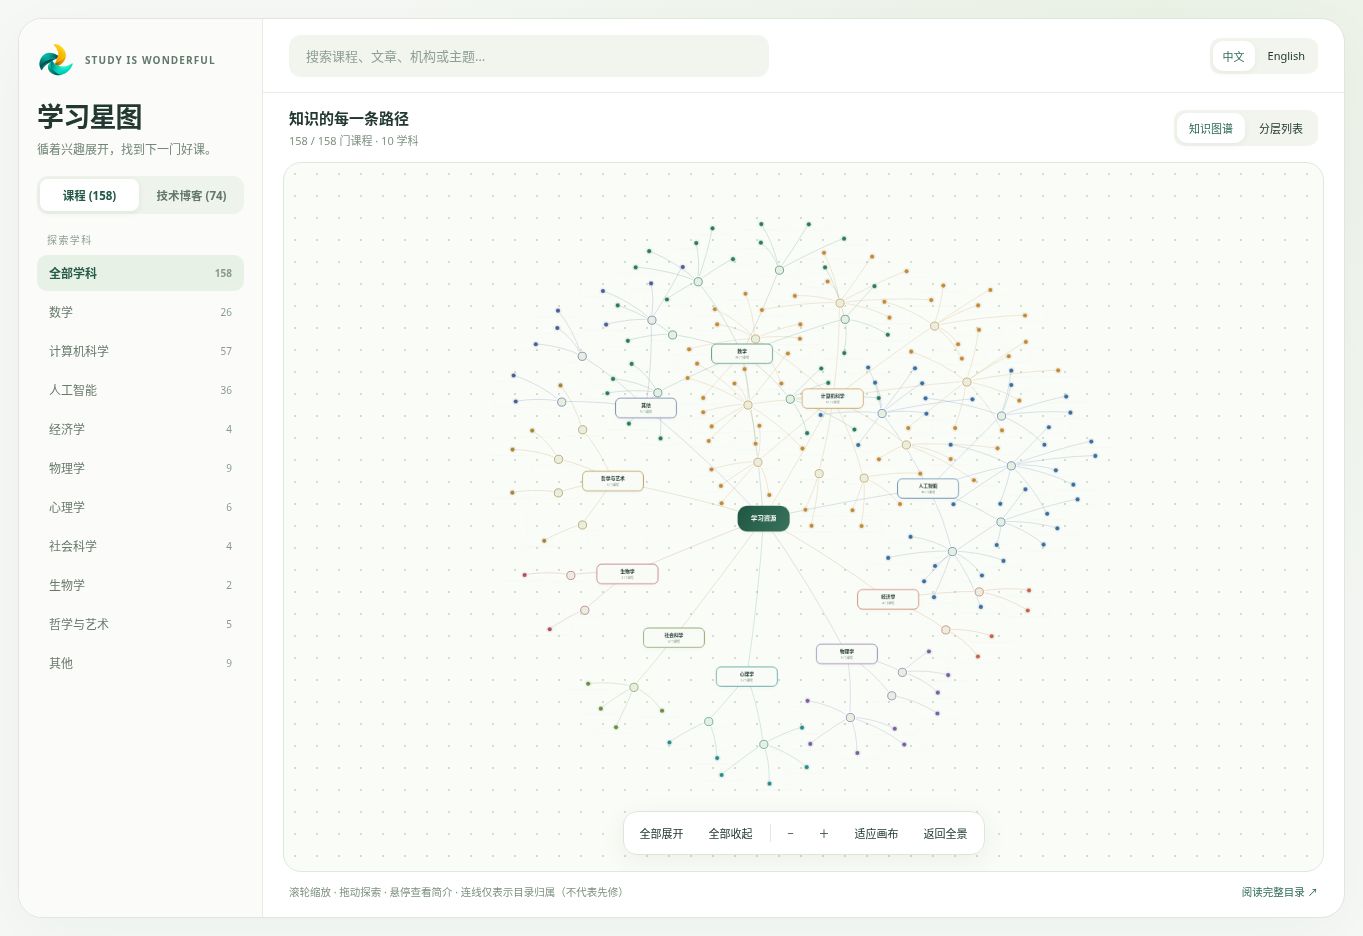 STUDY IS WONDERFUL
学习星图
循着兴趣展开，找到下一门好课。
课程 (158)
技术博客 (74)
探索学科
全部学科 158
数学 26
计算机科学 57
人工智能 36
经济学 4
物理学 9
心理学 6
社会科学 4
生物学 2
哲学与艺术 5
其他 9
搜索课程、文章、机构或主题...
中文
English
知识的每一条路径
158 / 158 门课程 · 10 学科
知识图谱
分层列表
数学
计算机科学
其他
哲学与艺术
人工智能
学习资源
生物学
经济学
社会科学
物理学
心理学
全部展开
全部收起
−
＋
适应画布
返回全景
滚轮缩放 · 拖动探索 · 悬停查看简介 · 连线仅表示目录归属（不代表先修）
阅读完整目录 ↗